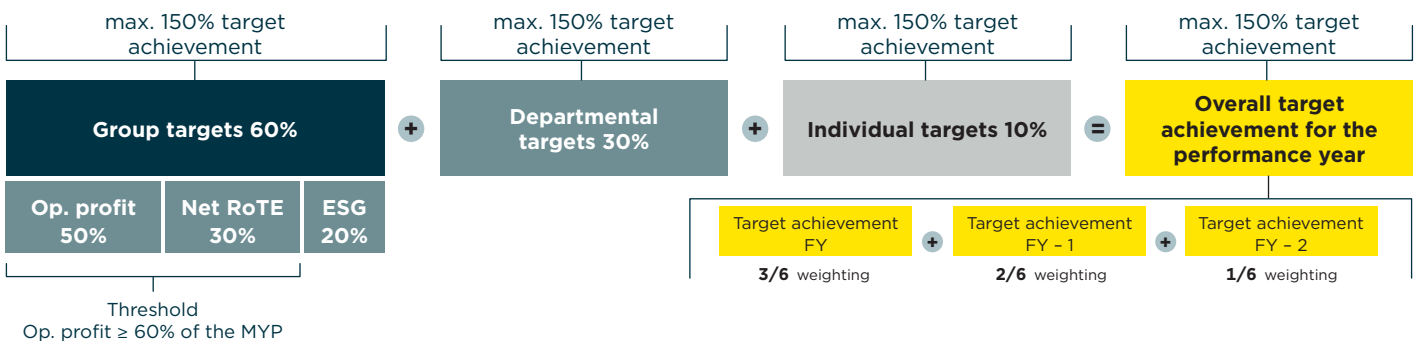 max. 150% target
achievement
max. 150% target
achievement
max. 150% target
achievement
max. 150% target
achievement
Group targets 60%
+
Departmental
targets 30%
+
Individual targets 10%
=
Overall target
achievement for the
performance year
Op. profit
50%
Net RoTE
30%
ESG
20%
Target achievement
FY
+
Target achievement
FY – 1
+
Target achievement
FY – 2
3/6 weighting
2/6 weighting
1/6 weighting
Threshold
Op. profit ≥ 60% of the MYP